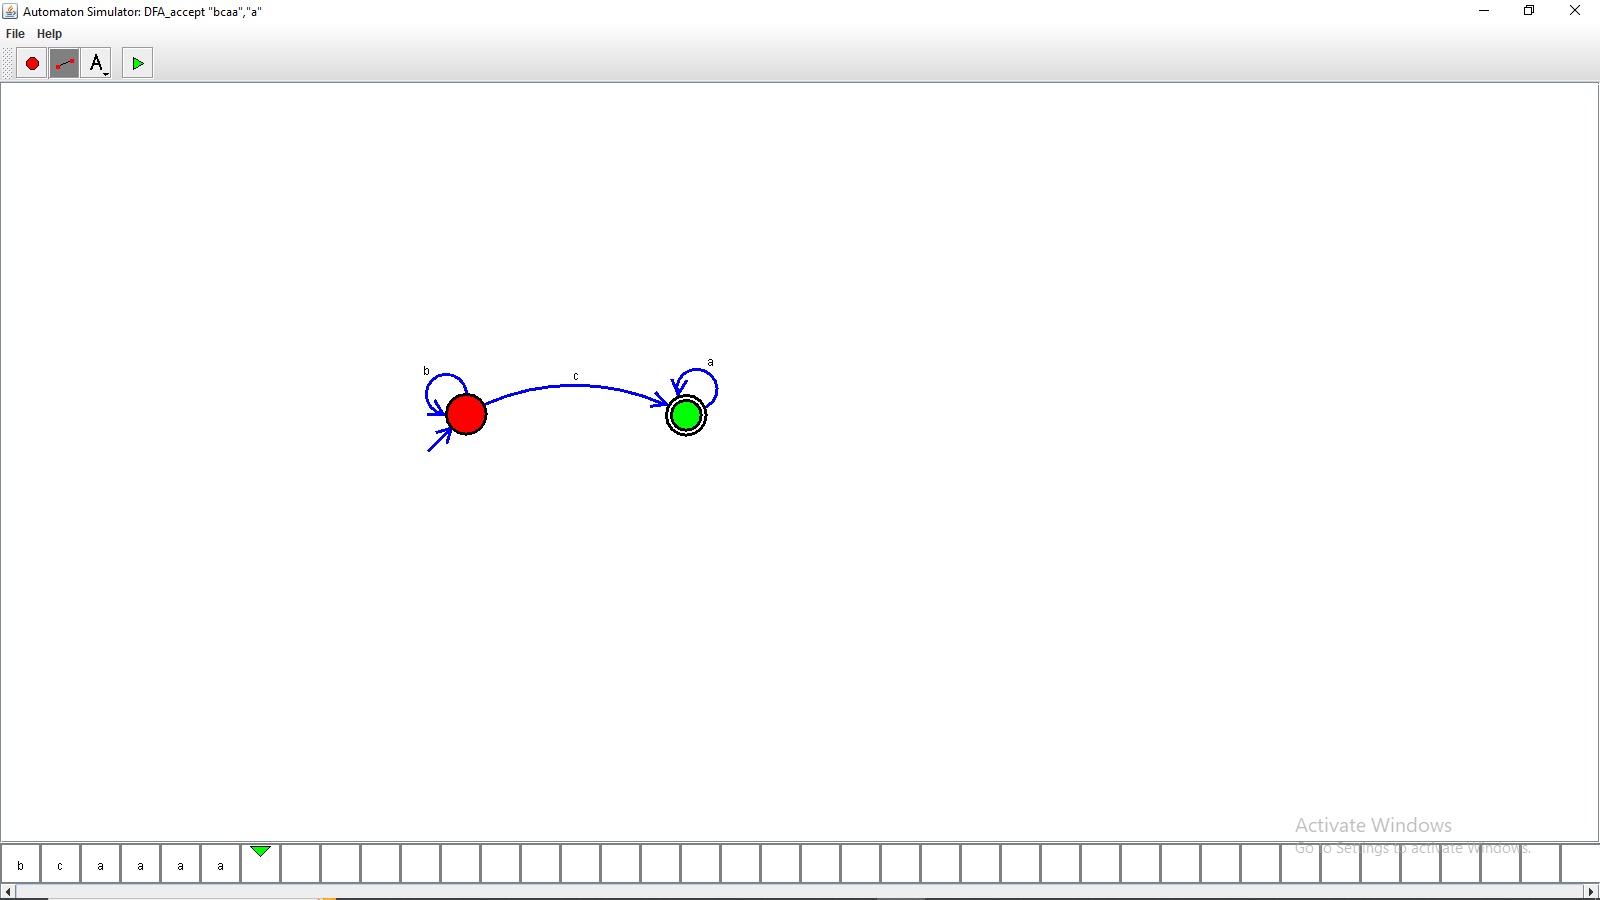 Automaton Simulator: DFA_accept "bcaa","a"
File Help
A
a
b
c
Activate Windows
Go to Settings to activate Windows.
b c a a a a